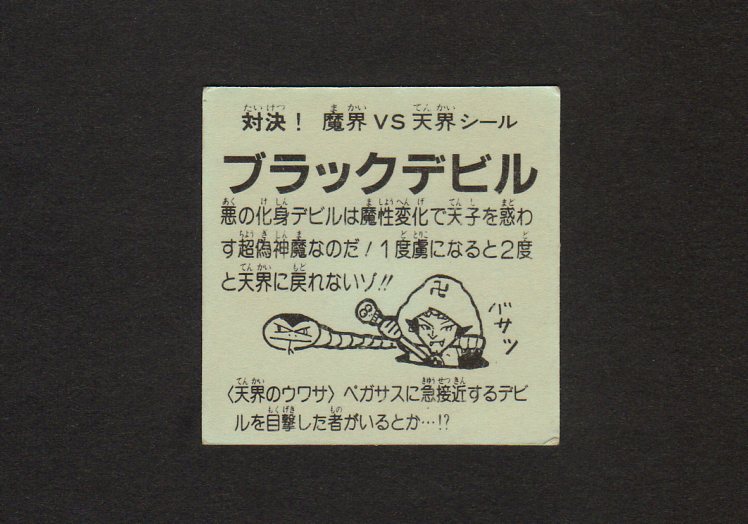 対決！ 魔界VS天界シール
ブラックデビル
悪の化身デビルは魔性変化で天子を惑わ
す超偽神魔なのだ！1度虜になると2度
と天界に戻れないゾ!!
卍
バサッ
〈天界のウワサ〉ペガサスに急接近するデビ
ルを目撃した者がいるとか…!?